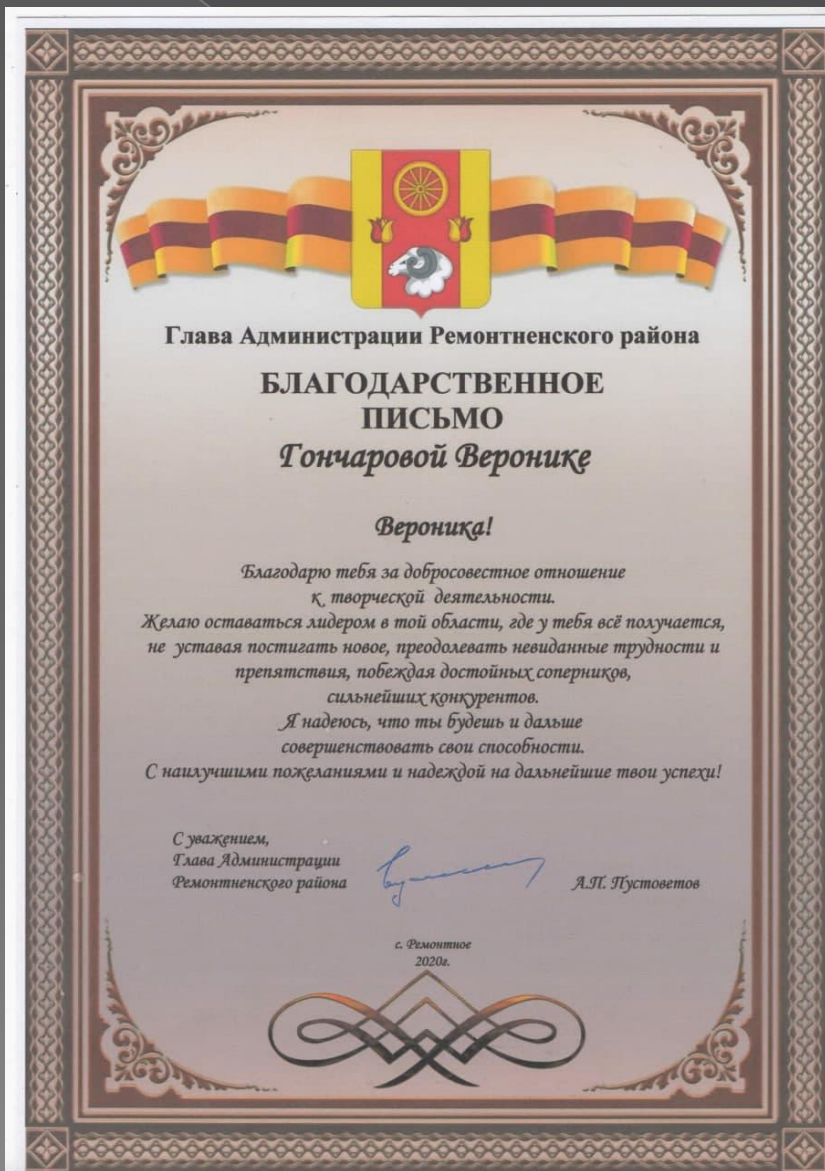 Глава Администрации Ремонтненского района
БЛАГОДАРСТВЕННОЕ
ПИСЬМО
Гончаровой Веронике
Вероника!
Благодарю тебя за добросовестное отношение
к творческой деятельности.
Желаю оставаться лидером в той области, где у тебя всё получается,
не уставая постигать новое, преодолевать невиданные трудности и
препятствия, побеждая достойных соперников,
сильнейших конкурентов.
Я надеюсь, что ты будешь и дальше
совершенствовать свои способности.
С наилучшими пожеланиями и надеждой на дальнейшие твои успехи!
С уважением,
Глава Администрации
Ремонтненского района
А.П. Пустоветов
с. Ремонтное
2020г.